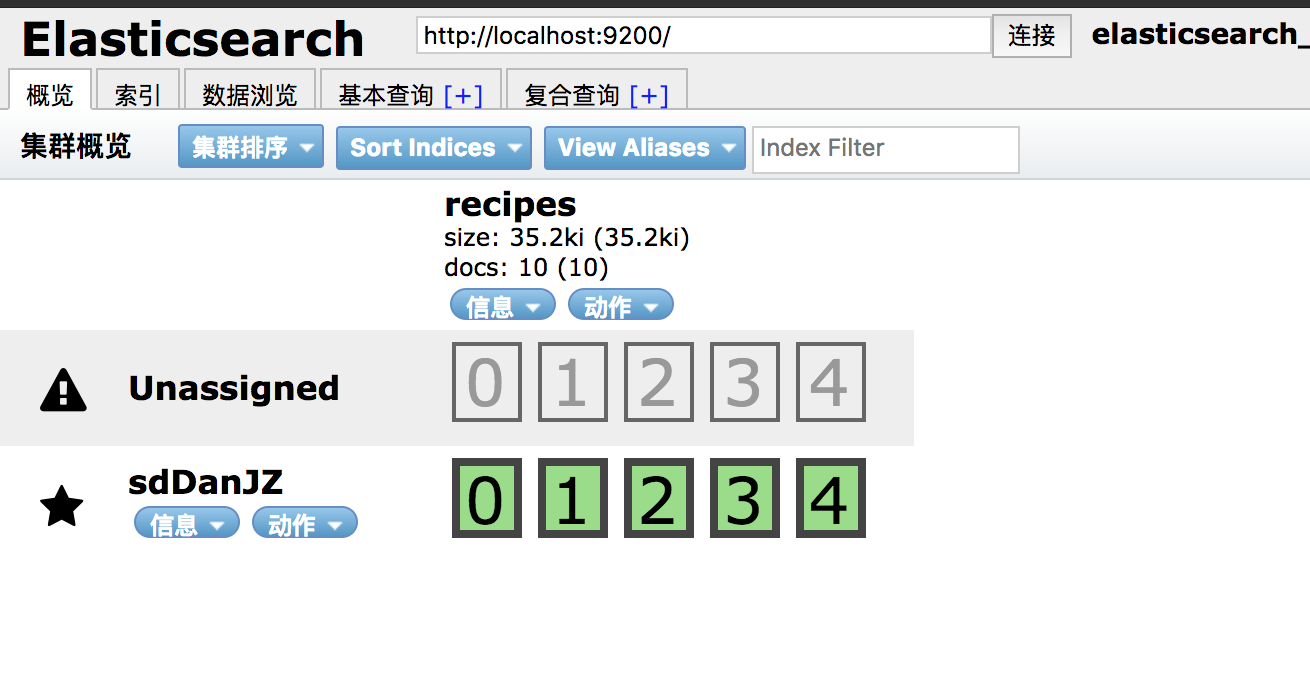 Elasticsearch http://localhost:9200/ 连接 elasticsearch_
概览 索引 数据浏览 基本查询 [+] 复合查询 [+]
集群概览 集群排序 Sort Indices View Aliases Index Filter
recipes
size: 35.2ki (35.2ki)
docs: 10 (10)
信息 动作
Unassigned 0 1 2 3 4
sdDanJZ 0 1 2 3 4
信息 动作